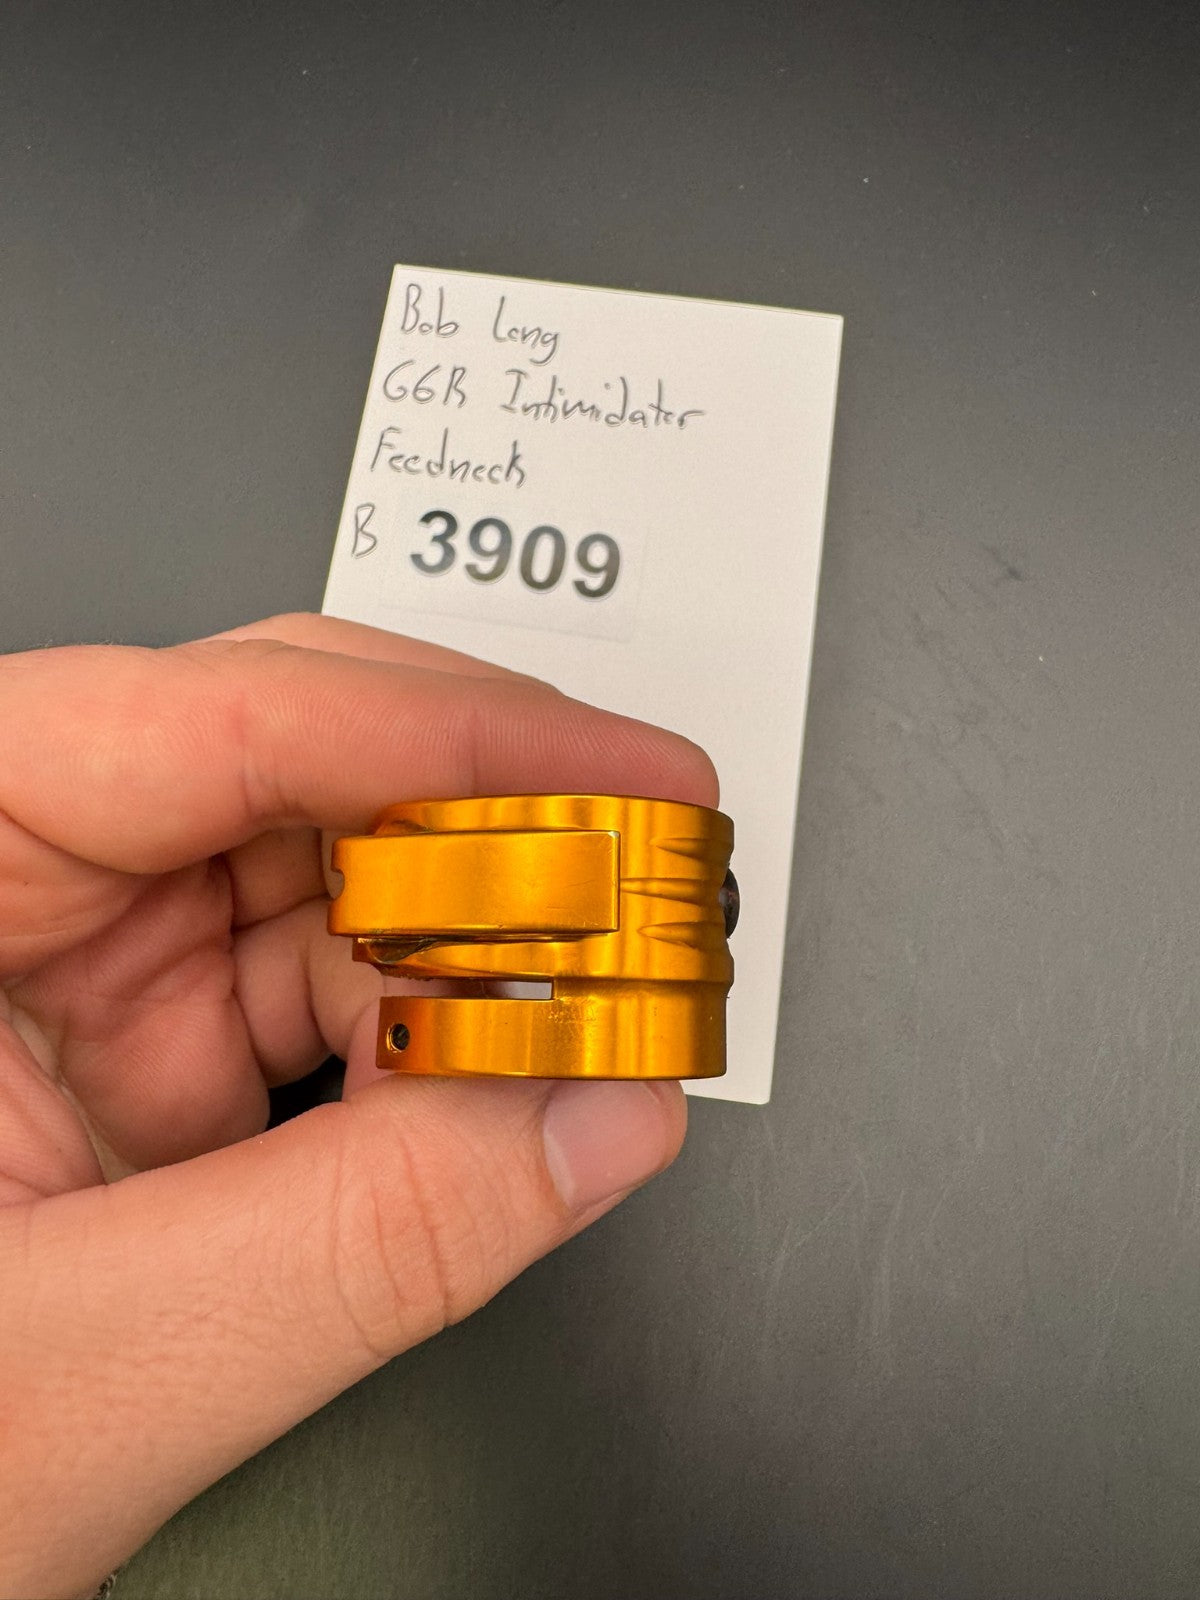 Bob Long
G6R Intimidator
Feedneck
B 3909